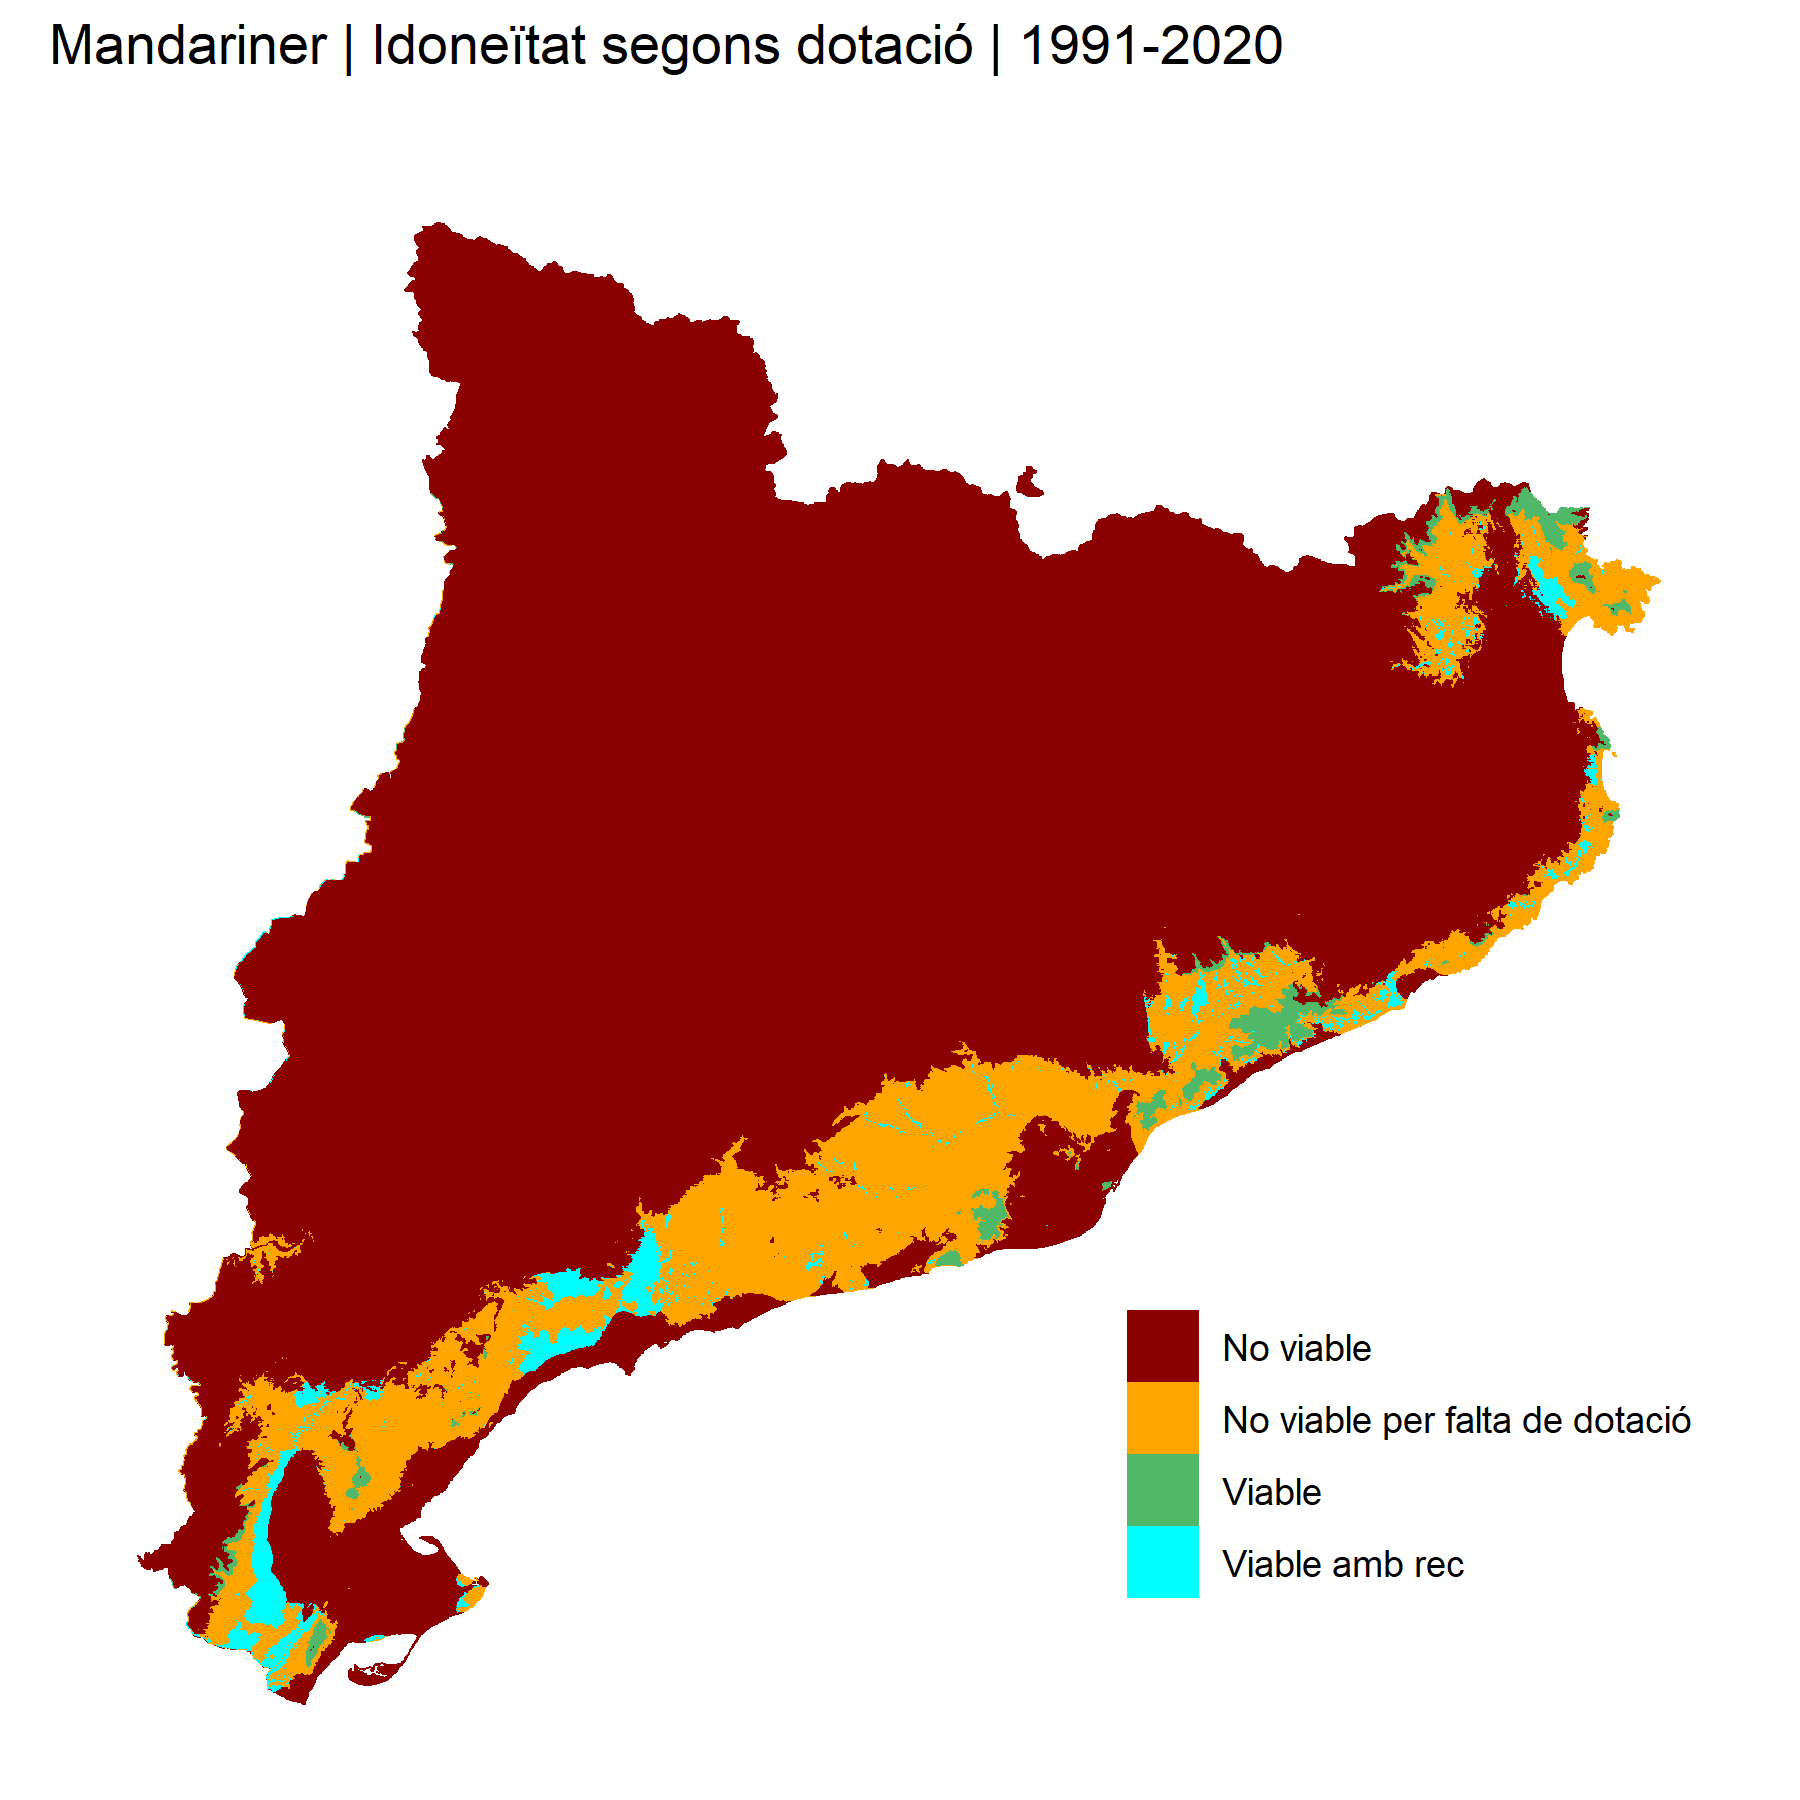 Mandariner | Idoneïtat segons dotació | 1991-2020
No viable
No viable per falta de dotació
Viable
Viable amb rec